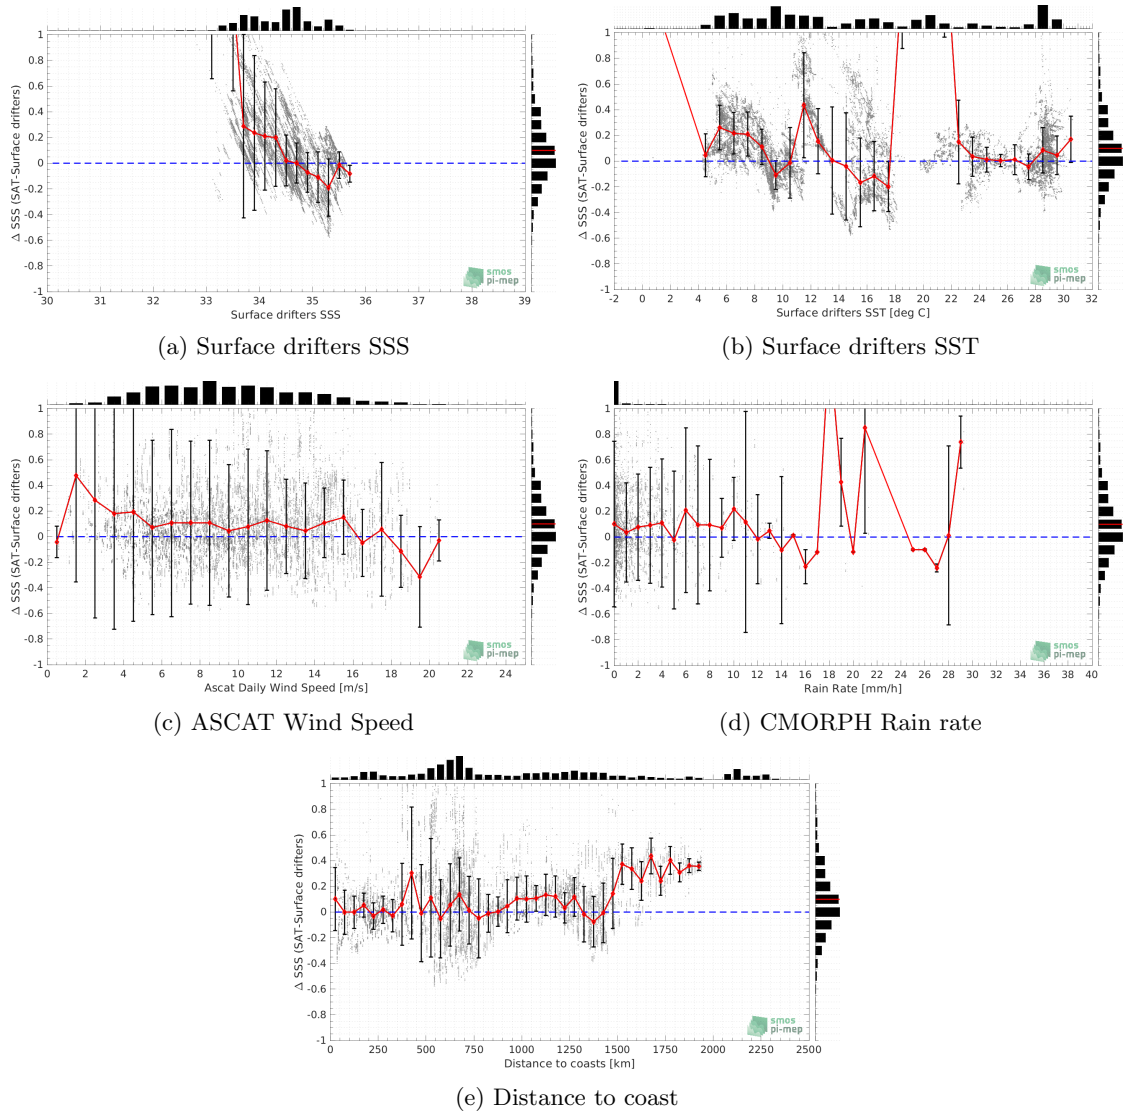 1
0.8
0.6
0.4
0.2
0
-0.2
-0.4
-0.6
-0.8
-1
Δ SSS (SAT-Surface drifters)
30 31 32 33 34 35 36 37 38 39
Surface drifters SSS
smos
pi-mep
(a) Surface drifters SSS
1
0.8
0.6
0.4
0.2
0
-0.2
-0.4
-0.6
-0.8
-1
Δ SSS (SAT-Surface drifters)
-2 0 2 4 6 8 10 12 14 16 18 20 22 24 26 28 30 32
Surface drifters SST [deg C]
smos
pi-mep
(b) Surface drifters SST
1
0.8
0.6
0.4
0.2
0
-0.2
-0.4
-0.6
-0.8
-1
Δ SSS (SAT-Surface drifters)
0 2 4 6 8 10 12 14 16 18 20 22 24
Ascat Daily Wind Speed [m/s]
smos
pi-mep
(c) ASCAT Wind Speed
1
0.8
0.6
0.4
0.2
0
-0.2
-0.4
-0.6
-0.8
-1
Δ SSS (SAT-Surface drifters)
0 2 4 6 8 10 12 14 16 18 20 22 24 26 28 30 32 34 36 38 40
Rain Rate [mm/h]
smos
pi-mep
(d) CMORPH Rain rate
1
0.8
0.6
0.4
0.2
0
-0.2
-0.4
-0.6
-0.8
-1
Δ SSS (SAT-Surface drifters)
0 250 500 750 1000 1250 1500 1750 2000 2250 2500
Distance to coasts [km]
smos
pi-mep
(e) Distance to coast